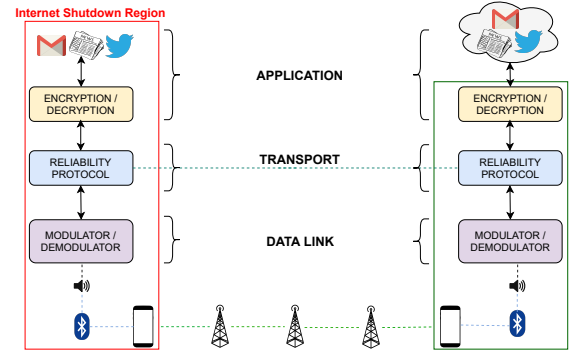 Internet Shutdown Region
APPLICATION
ENCRYPTION /
DECRYPTION
ENCRYPTION /
DECRYPTION
RELIABILITY
PROTOCOL
TRANSPORT
RELIABILITY
PROTOCOL
MODULATOR /
DEMODULATOR
DATA LINK
MODULATOR /
DEMODULATOR